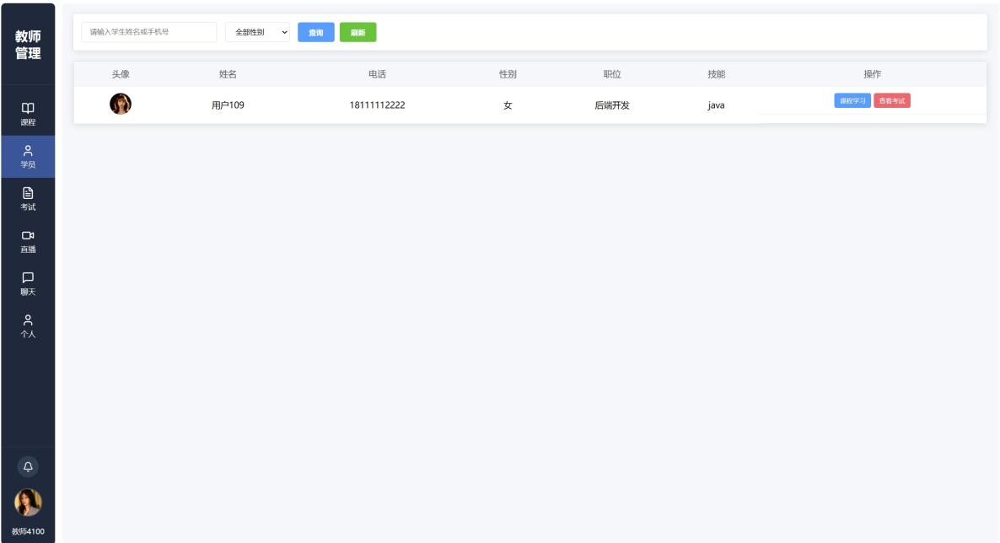 教师
管理
课程
学员
考试
直播
聊天
个人
教师4100
请输入学生姓名或手机号 全部性别 查询 刷新
头像 姓名 电话 性别 职位 技能 操作
用户109 18111112222 女 后端开发 java 课程学习 查看考试